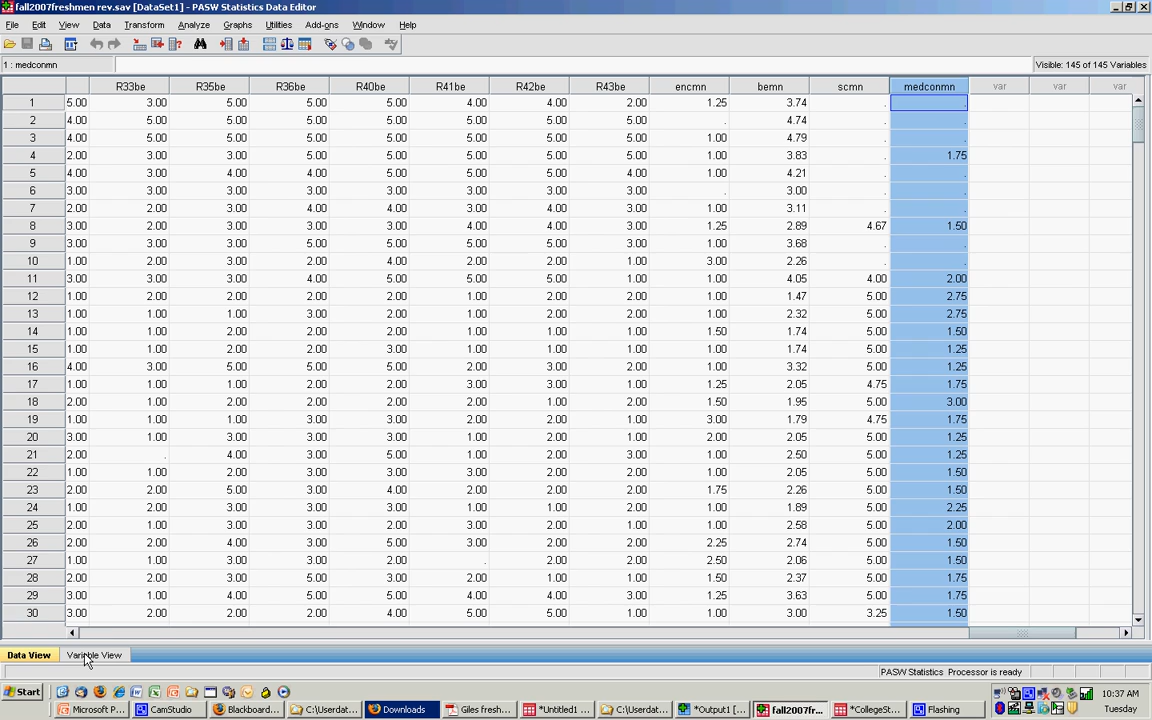 fall2007freshmen rev.sav [DataSet1] - PASW Statistics Data Editor
File Edit View Data Transform Analyze Graphs Utilities Add-ons Window Help
1 : medconmn Visible: 145 of 145 Variables
R33be R35be R36be R40be R41be R42be R43be encmn bemn scmn medconmn var var var
1 5.00 3.00 5.00 5.00 5.00 4.00 4.00 2.00 1.25 3.74 . .
2 4.00 5.00 5.00 5.00 5.00 5.00 5.00 5.00 . 4.74 . .
3 4.00 5.00 5.00 5.00 5.00 5.00 5.00 5.00 1.00 4.79 . .
4 2.00 3.00 3.00 5.00 5.00 5.00 5.00 5.00 1.00 3.83 . 1.75
5 4.00 3.00 4.00 4.00 5.00 5.00 5.00 4.00 1.00 4.21 . .
6 3.00 3.00 3.00 3.00 3.00 3.00 3.00 3.00 . 3.00 . .
7 2.00 2.00 3.00 4.00 4.00 3.00 4.00 3.00 1.00 3.11 . .
8 3.00 2.00 3.00 3.00 3.00 4.00 4.00 3.00 1.25 2.89 4.67 1.50
9 3.00 3.00 3.00 5.00 5.00 5.00 5.00 3.00 1.00 3.68 . .
10 1.00 2.00 3.00 2.00 4.00 2.00 2.00 1.00 3.00 2.26 . .
11 3.00 3.00 3.00 4.00 5.00 5.00 5.00 1.00 1.00 4.05 4.00 2.00
12 1.00 2.00 2.00 2.00 2.00 1.00 2.00 2.00 1.00 1.47 5.00 2.75
13 1.00 1.00 1.00 3.00 2.00 1.00 2.00 2.00 1.00 2.32 5.00 2.75
14 1.00 1.00 2.00 2.00 2.00 1.00 1.00 1.00 1.50 1.74 5.00 1.50
15 1.00 1.00 2.00 2.00 3.00 1.00 1.00 1.00 1.00 1.74 5.00 1.25
16 4.00 3.00 5.00 5.00 5.00 2.00 3.00 2.00 1.00 3.32 5.00 1.25
17 1.00 1.00 1.00 2.00 2.00 3.00 3.00 1.00 1.25 2.05 4.75 1.75
18 2.00 1.00 2.00 2.00 2.00 2.00 1.00 2.00 1.50 1.95 5.00 3.00
19 1.00 1.00 1.00 3.00 3.00 2.00 2.00 1.00 3.00 1.79 4.75 1.75
20 3.00 1.00 3.00 3.00 3.00 1.00 2.00 1.00 2.00 2.05 5.00 1.25
21 2.00 . 4.00 3.00 5.00 1.00 2.00 3.00 1.00 2.50 5.00 1.25
22 1.00 1.00 2.00 3.00 3.00 3.00 2.00 2.00 1.00 2.05 5.00 1.50
23 2.00 2.00 5.00 3.00 4.00 2.00 2.00 2.00 1.75 2.26 5.00 1.50
24 1.00 2.00 3.00 3.00 1.00 1.00 2.00 2.00 1.00 1.89 5.00 2.25
25 2.00 1.00 3.00 3.00 2.00 3.00 2.00 1.00 1.00 2.58 5.00 2.00
26 2.00 2.00 4.00 3.00 5.00 3.00 2.00 2.00 2.25 2.74 5.00 1.50
27 1.00 1.00 3.00 3.00 3.00 . 2.00 2.00 2.50 2.06 5.00 1.50
28 2.00 2.00 3.00 5.00 3.00 2.00 1.00 1.00 1.50 2.37 5.00 1.75
29 3.00 1.00 4.00 5.00 5.00 4.00 4.00 3.00 1.25 3.63 5.00 1.75
30 3.00 2.00 2.00 2.00 4.00 5.00 5.00 1.00 1.00 3.00 3.25 1.50
Data View Variable View
PASW Statistics Processor is ready
Start 10:37 AM
Tuesday
Microsoft P... CamStudio Blackboard... C:\Userdat... Downloads Giles fresh... *Untitled1 ... C:\Userdat... *Output1 [... fall2007fr... *CollegeSt... Flashing